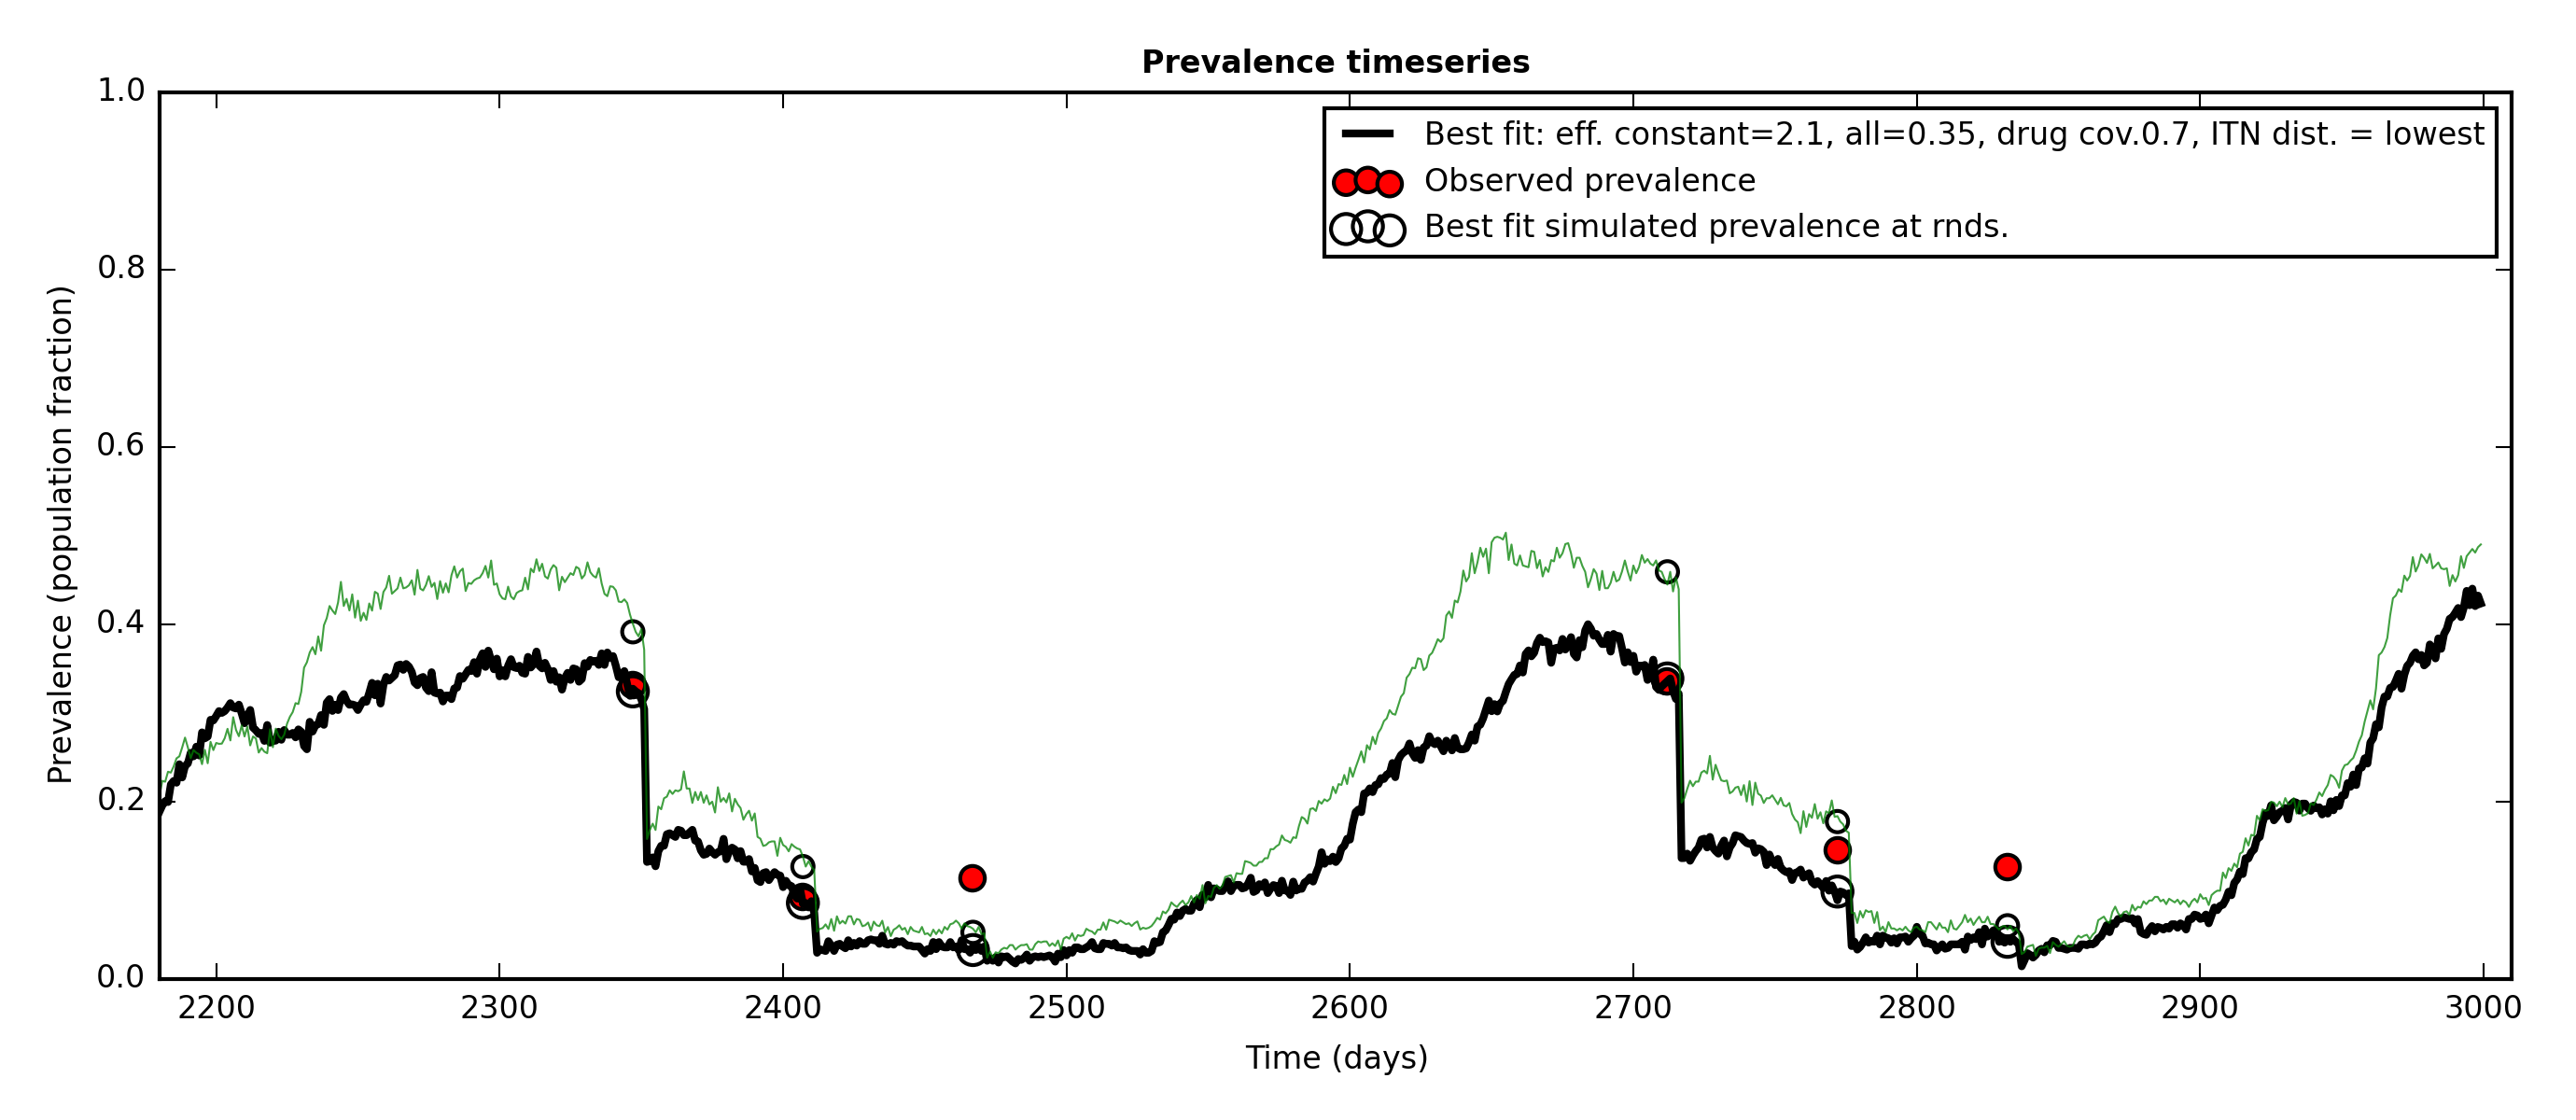 Prevalence timeseries
1.0
0.8
0.6
0.4
0.2
0.0
Prevalence (population fraction)
Best fit: eff. constant=2.1, all=0.35, drug cov.0.7, ITN dist. = lowest
Observed prevalence
Best fit simulated prevalence at rnds.
2200 2300 2400 2500 2600 2700 2800 2900 3000
Time (days)